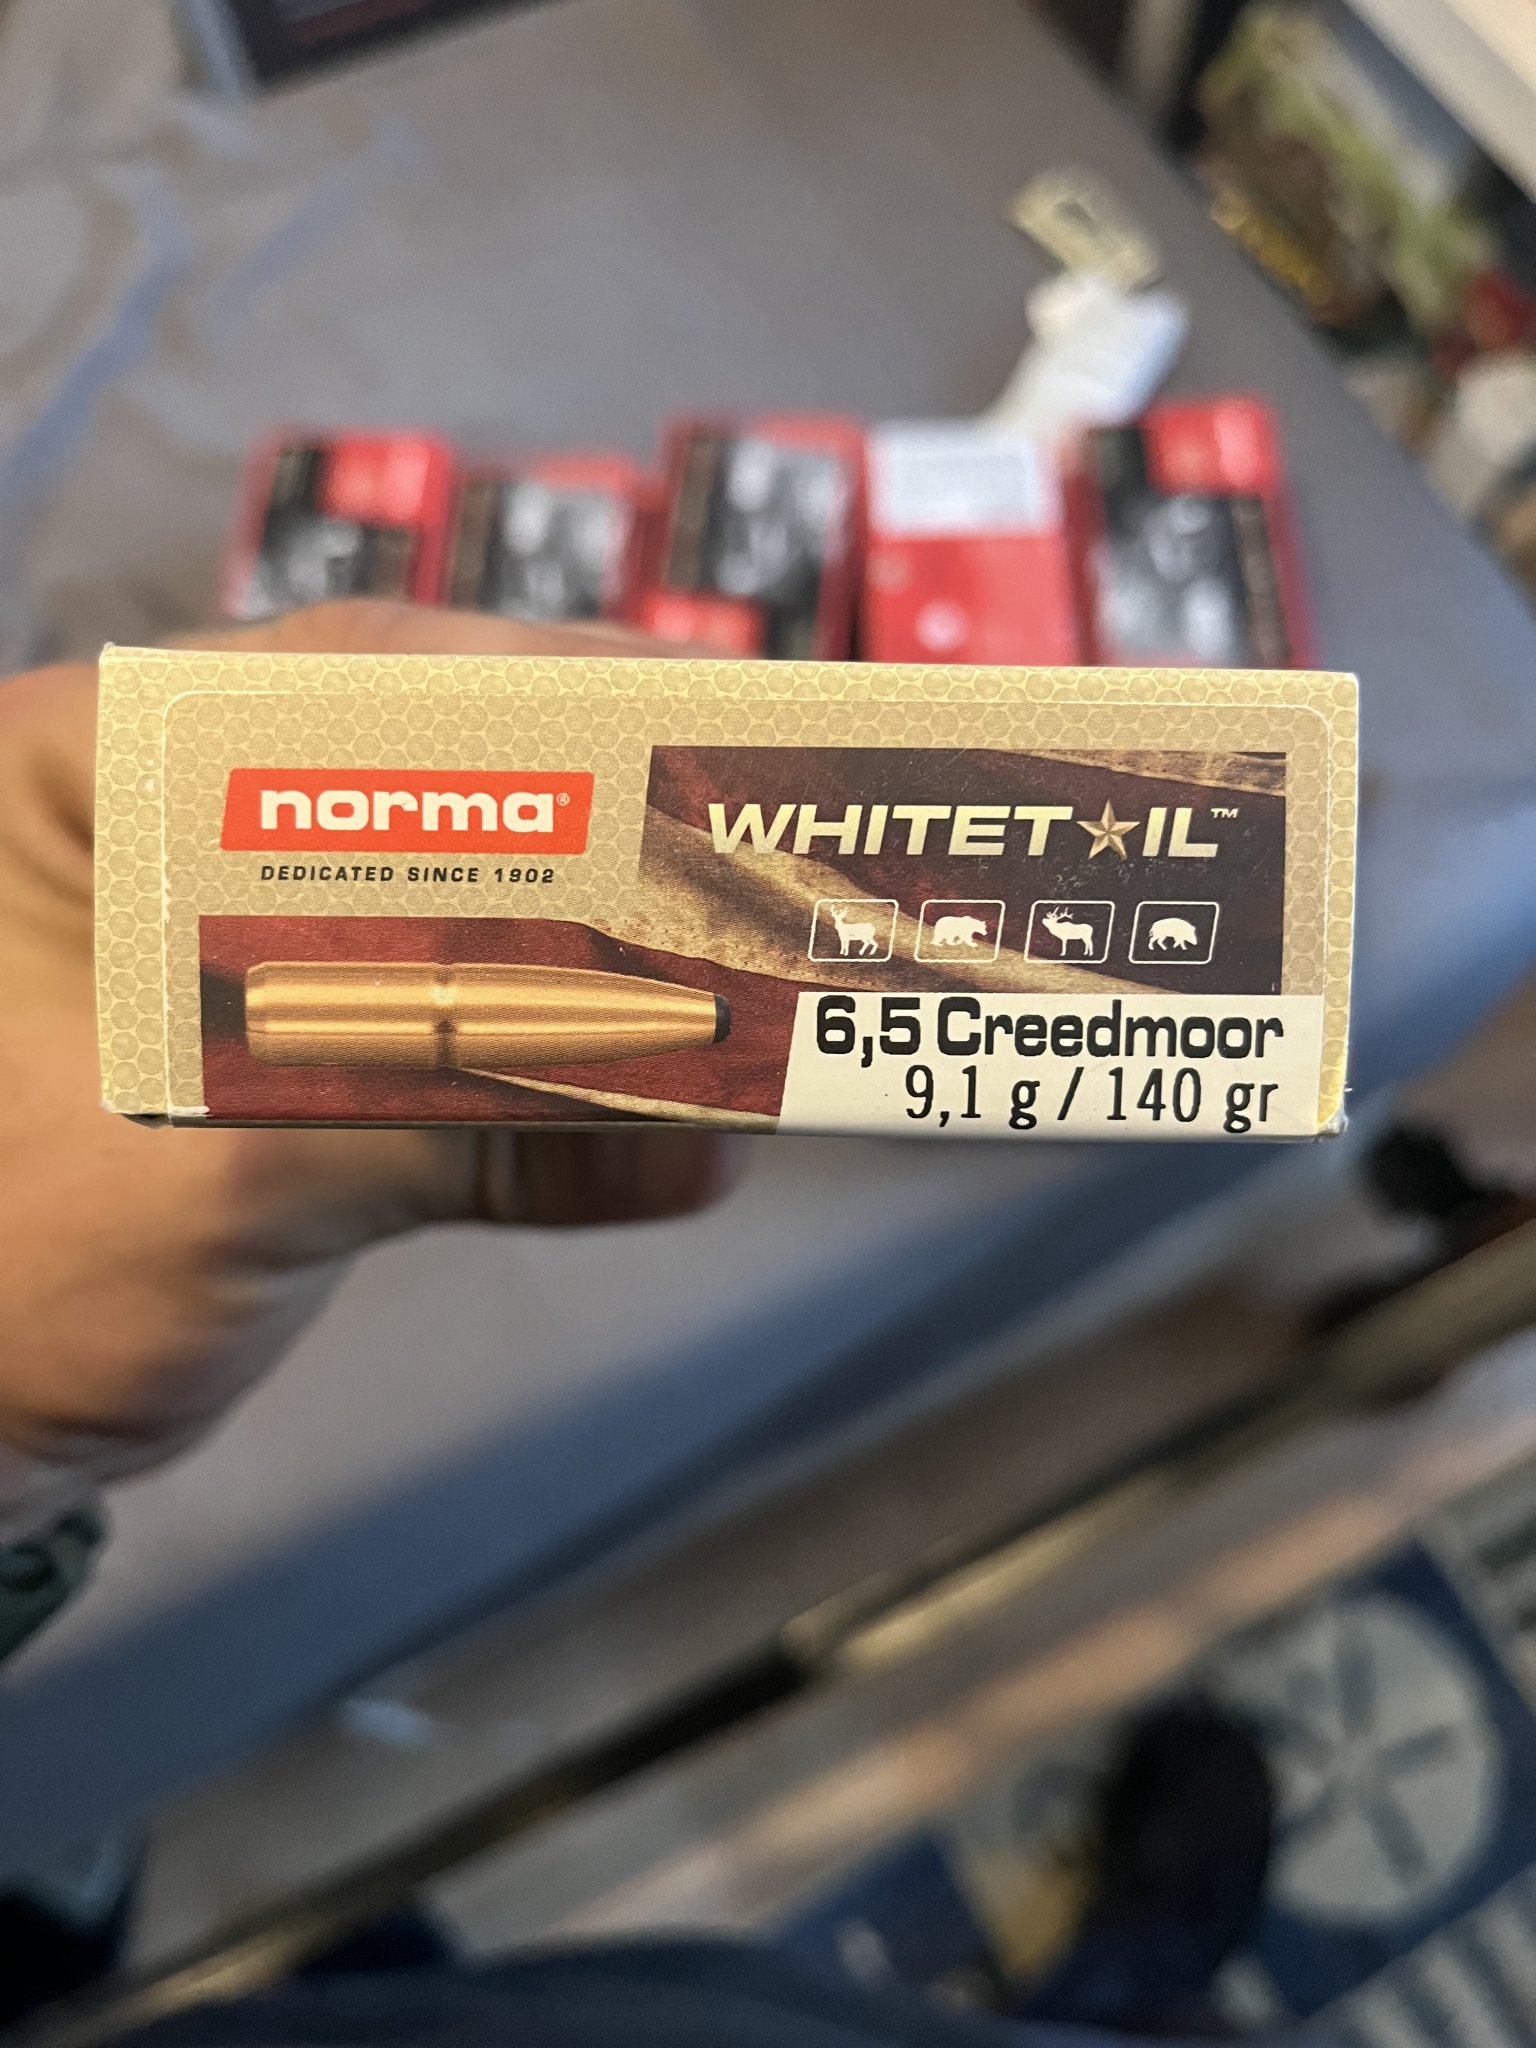 norma®
DEDICATED SINCE 1902
WHITET★IL™
6,5 Creedmoor
9,1 g / 140 gr